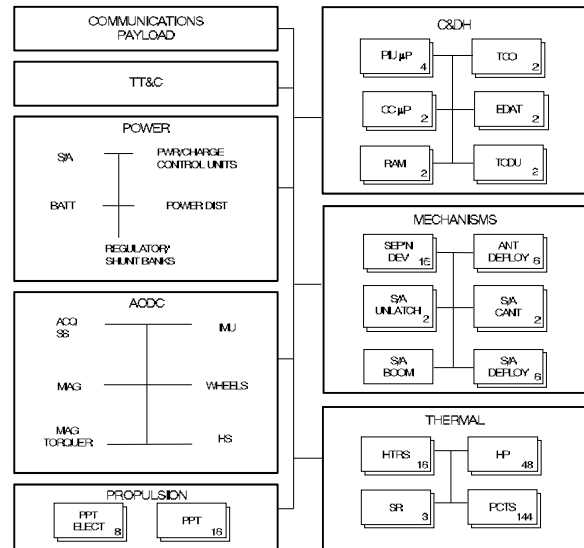 COMMUNICATIONS
PAYLOAD
TT&C
POWER
S/A
PWR/CHARGE
CONTROL UNITS
BATT
POWER DIST
REGULATOR/
SHUNT BANKS
ACDC
ACQ
SS
IMU
MAG
WHEELS
MAG
TORQUER
HS
PROPULSION
PPT
ELECT
8
PPT
16
C&DH
PIU µP
4
TCO
2
CC µP
2
EDAT
2
RAMI
2
TCDU
2
MECHANISMS
SEP'N
DEV
16
ANT
DEPLOY
6
S/A
UNLATCH
2
S/A
CANT
2
S/A
BOOM
S/A
DEPLOY
6
THERMAL
HTRS
16
HP
48
SR
3
PCTS
144